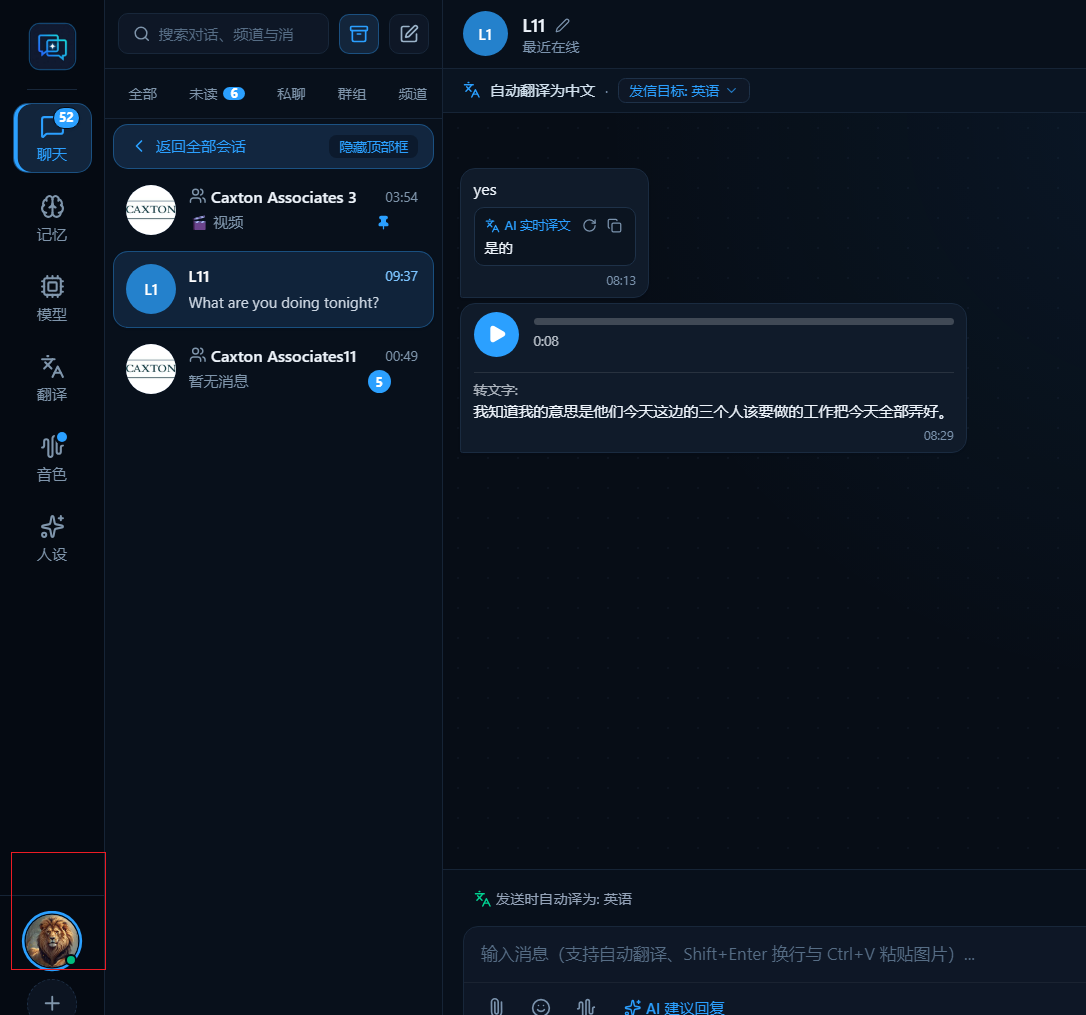 52
聊天
记忆
模型
翻译
音色
人设
搜索对话、频道与消
全部
未读 6
私聊
群组
频道
返回全部会话
隐藏顶部框
CAXTON
Caxton Associates 3
03:54
视频
L1
L11
09:37
What are you doing tonight?
CAXTON
Caxton Associates11
00:49
暂无消息
5
L1
L11
最近在线
自动翻译为中文 · 发信目标: 英语
yes
AI 实时译文
是的
08:13
0:08
转文字:
我知道我的意思是他们今天这边的三个人该要做的工作把今天全部弄好。
08:29
发送时自动译为: 英语
输入消息（支持自动翻译、Shift+Enter 换行与 Ctrl+V 粘贴图片）...
AI 建议回复